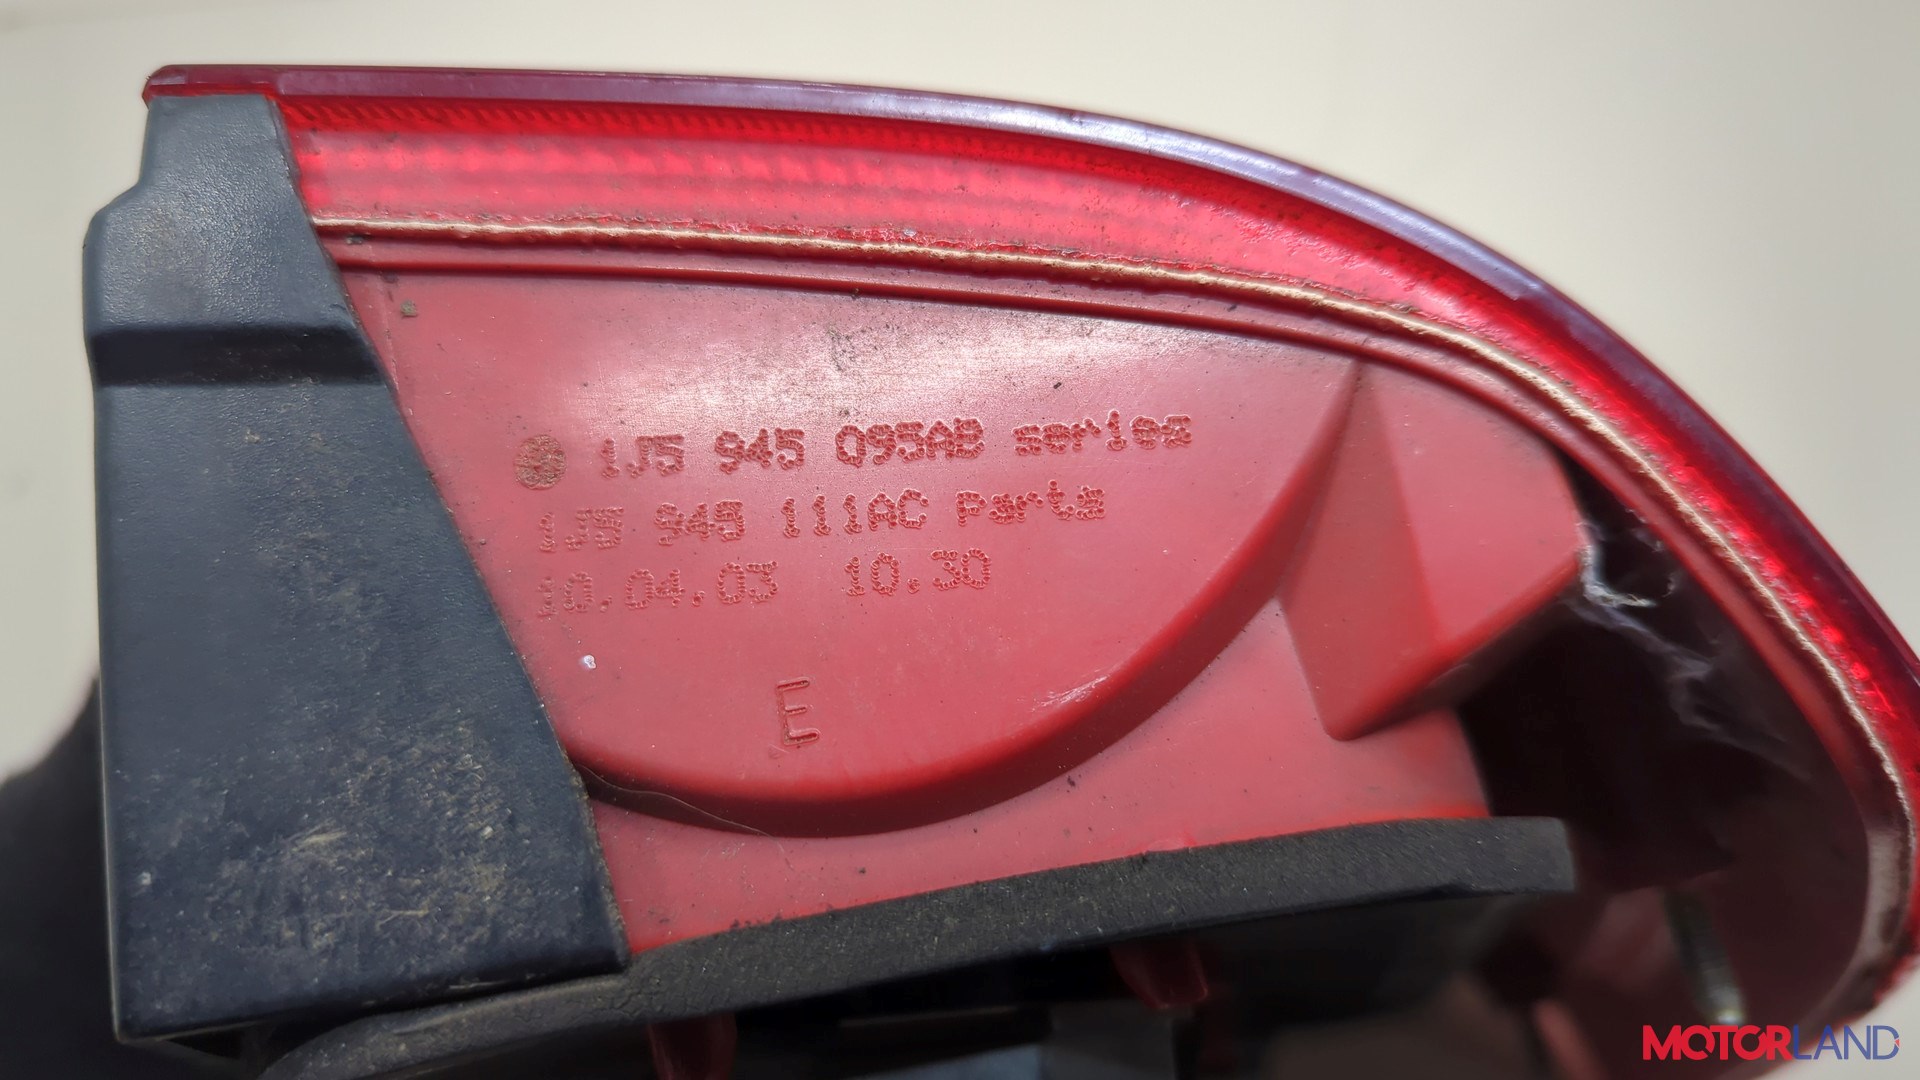 1J5 945 095AB series
1J5 945 111AC Parts
10.04.03 10.30
E
MOTORLAND